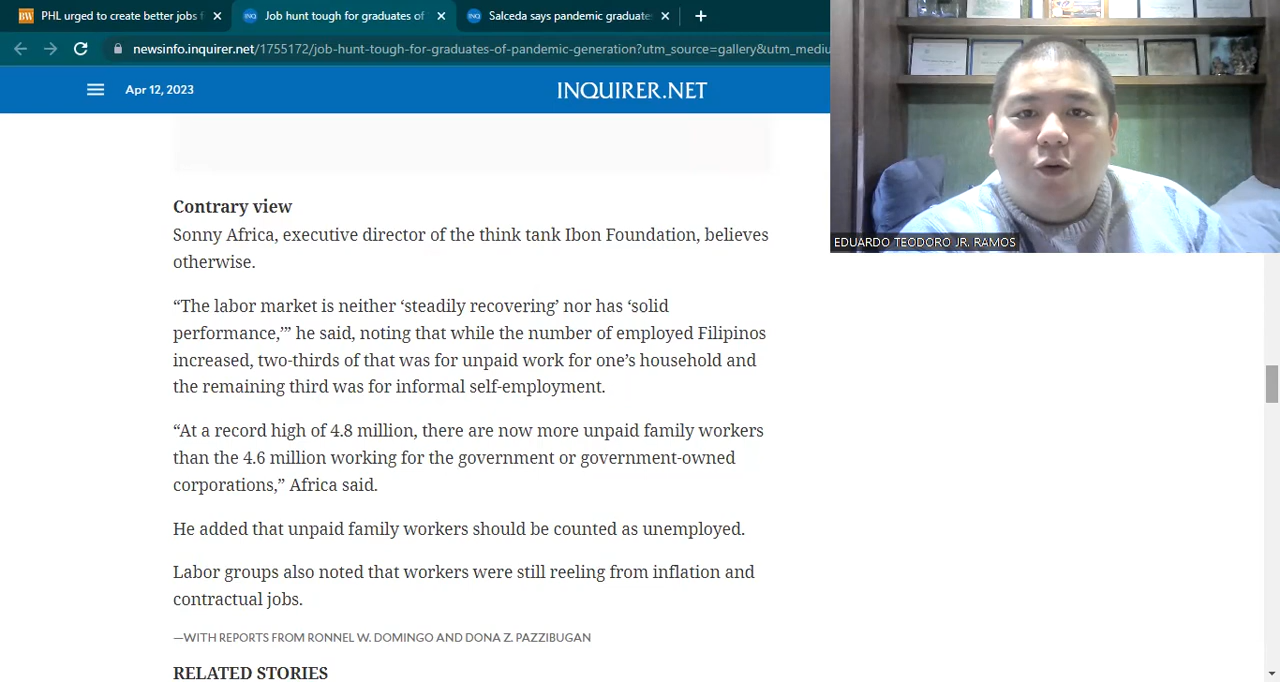 PHL urged to create better jobs f
Job hunt tough for graduates of
Salceda says pandemic graduate
newsinfo.inquirer.net/1755172/job-hunt-tough-for-graduates-of-pandemic-generation?utm_source=gallery&utm_mediu
Apr 12, 2023
INQUIRER.NET
EDUARDO TEODORO JR. RAMOS
Contrary view
Sonny Africa, executive director of the think tank Ibon Foundation, believes
otherwise.
“The labor market is neither ‘steadily recovering’ nor has ‘solid
performance,’” he said, noting that while the number of employed Filipinos
increased, two-thirds of that was for unpaid work for one’s household and
the remaining third was for informal self-employment.
“At a record high of 4.8 million, there are now more unpaid family workers
than the 4.6 million working for the government or government-owned
corporations,” Africa said.
He added that unpaid family workers should be counted as unemployed.
Labor groups also noted that workers were still reeling from inflation and
contractual jobs.
—WITH REPORTS FROM RONNEL W. DOMINGO AND DONA Z. PAZZIBUGAN
RELATED STORIES